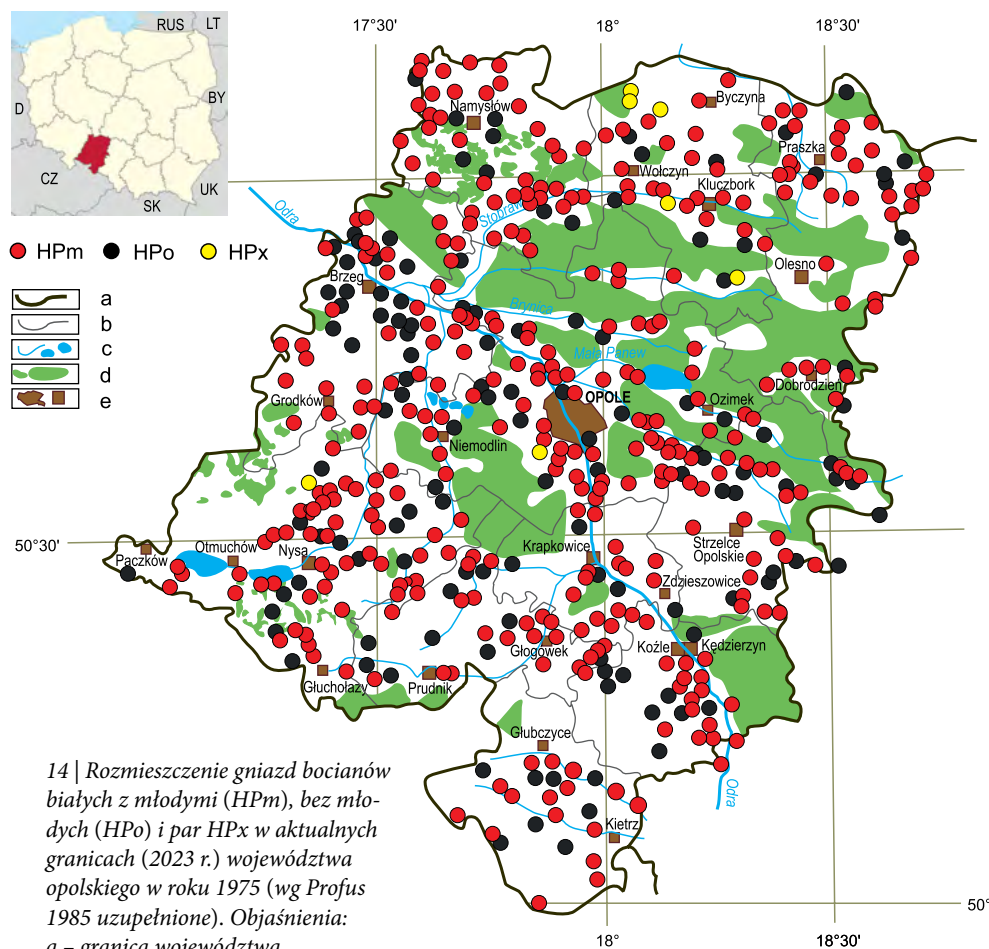 RUS LT
D
BY
CZ
SK
UK
17°30'
18°
18°30'
HPm HPo HPx
a
b
c
d
e
Odra
Namysłów
Byczyna
Praszka
Wołczyn
Kluczbork
Stobrawa
Brzeg
Olesno
Brynica
Mała Panew
Dobrodzień
Grodków
OPOLE
Ozimek
Niemodlin
50°30'
Paczków
Otmuchów
Nysa
Krapkowice
Strzelce
Opolskie
Zdzieszowice
Głogówek
Koźle
Kędzierzyn
Głuchołazy
Prudnik
Głubczyce
Odra
Kietrz
50°
18°
18°30'
14 | Rozmieszczenie gniazd bocianów
białych z młodymi (HPm), bez mło-
dych (HPo) i par HPx w aktualnych
granicach (2023 r.) województwa
opolskiego w roku 1975 (wg Profus
1985 uzupełnione). Objaśnienia:
a – granica województwa